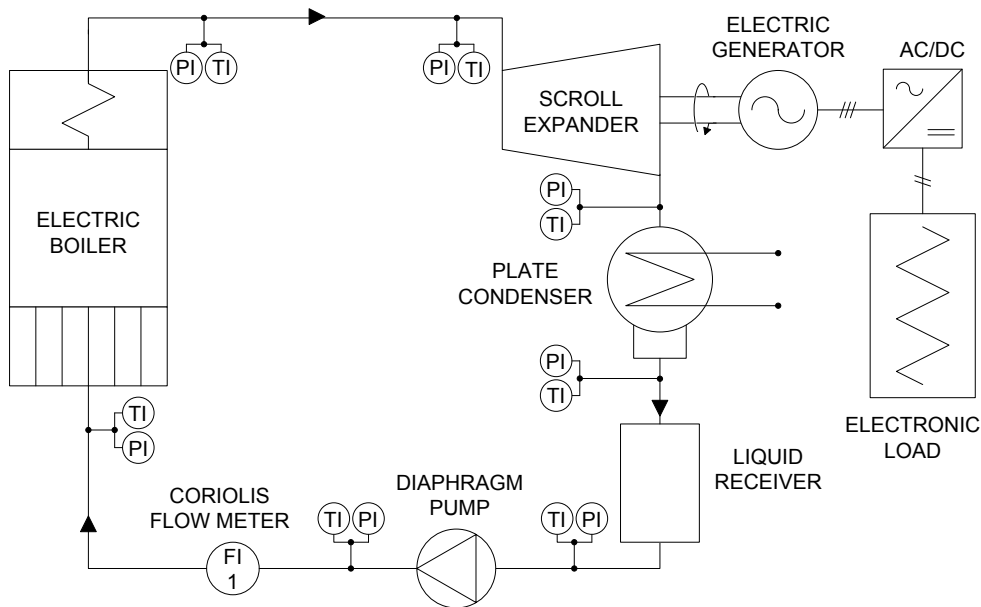 ELECTRIC
GENERATOR
AC/DC
PI
TI
PI
TI
SCROLL
EXPANDER
PI
TI
ELECTRIC
BOILER
PLATE
CONDENSER
PI
TI
TI
PI
ELECTRONIC
LOAD
LIQUID
RECEIVER
DIAPHRAGM
PUMP
CORIOLIS
FLOW METER
TI
PI
TI
PI
FI
1